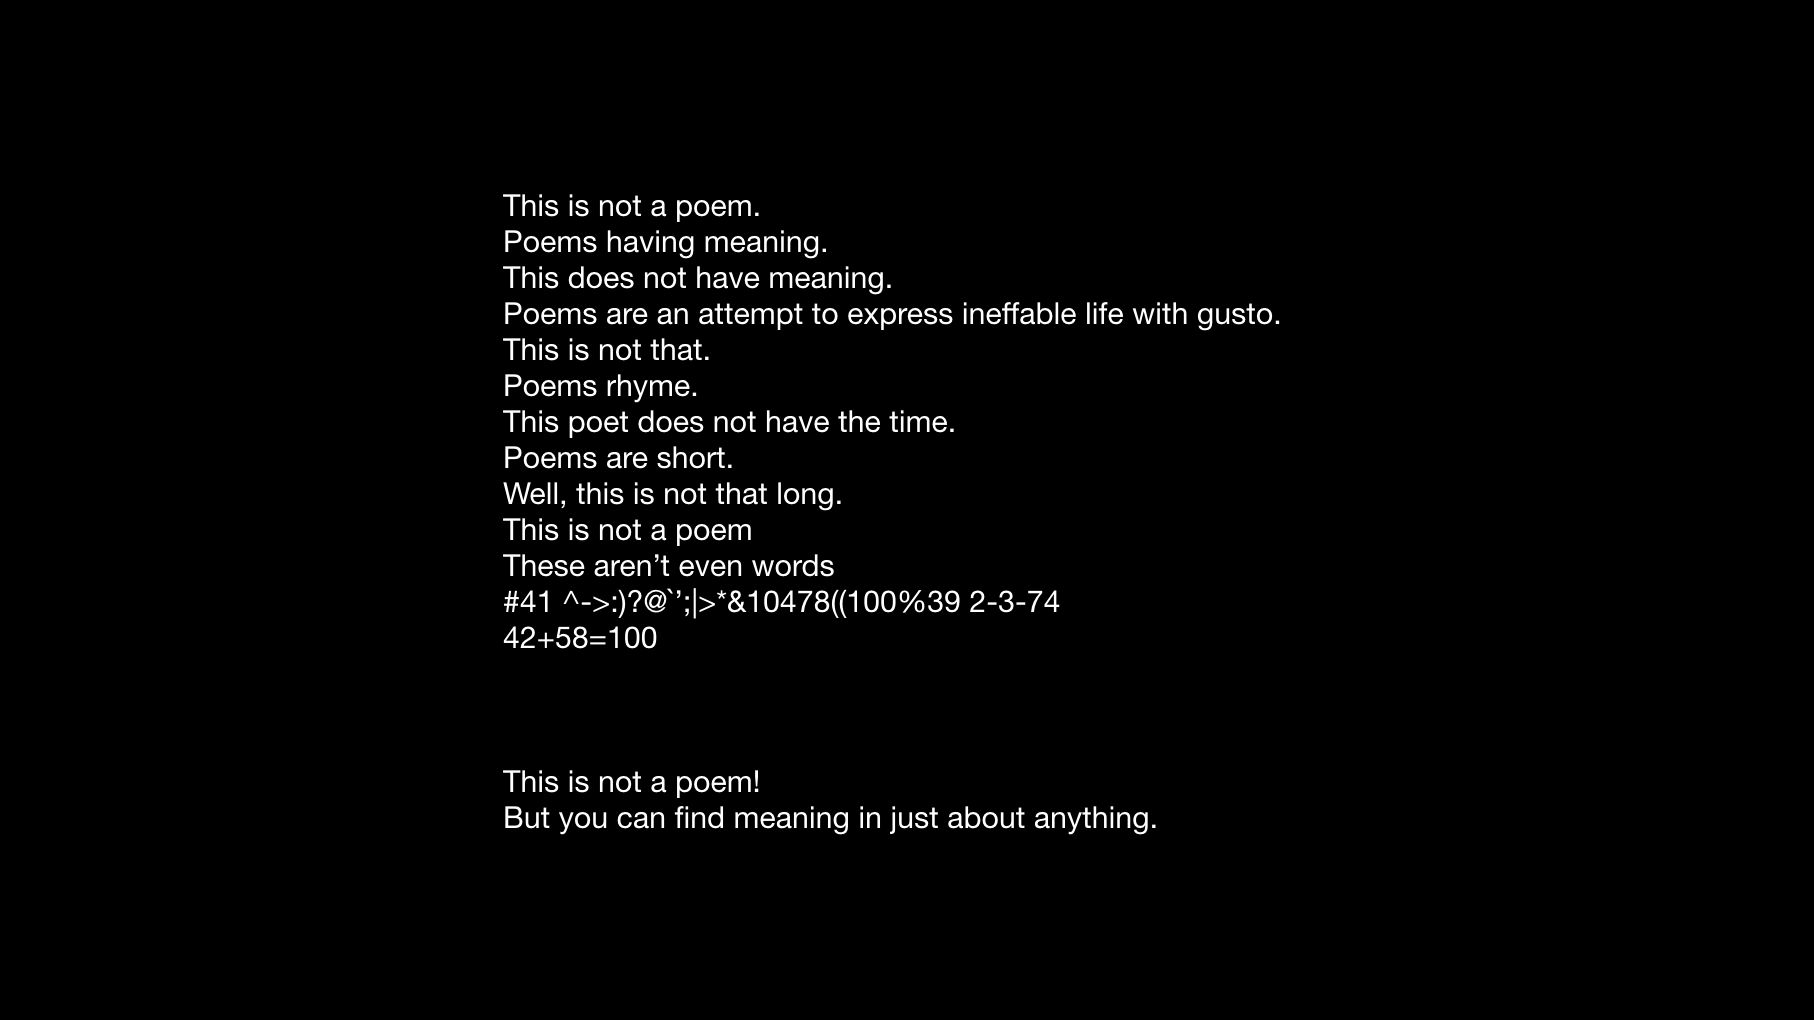 This is not a poem.
Poems having meaning.
This does not have meaning.
Poems are an attempt to express ineffable life with gusto.
This is not that.
Poems rhyme.
This poet does not have the time.
Poems are short.
Well, this is not that long.
This is not a poem
These aren’t even words
#41 ^->:)?@`’;|>*&10478((100%39 2-3-74
42+58=100
This is not a poem!
But you can find meaning in just about anything.